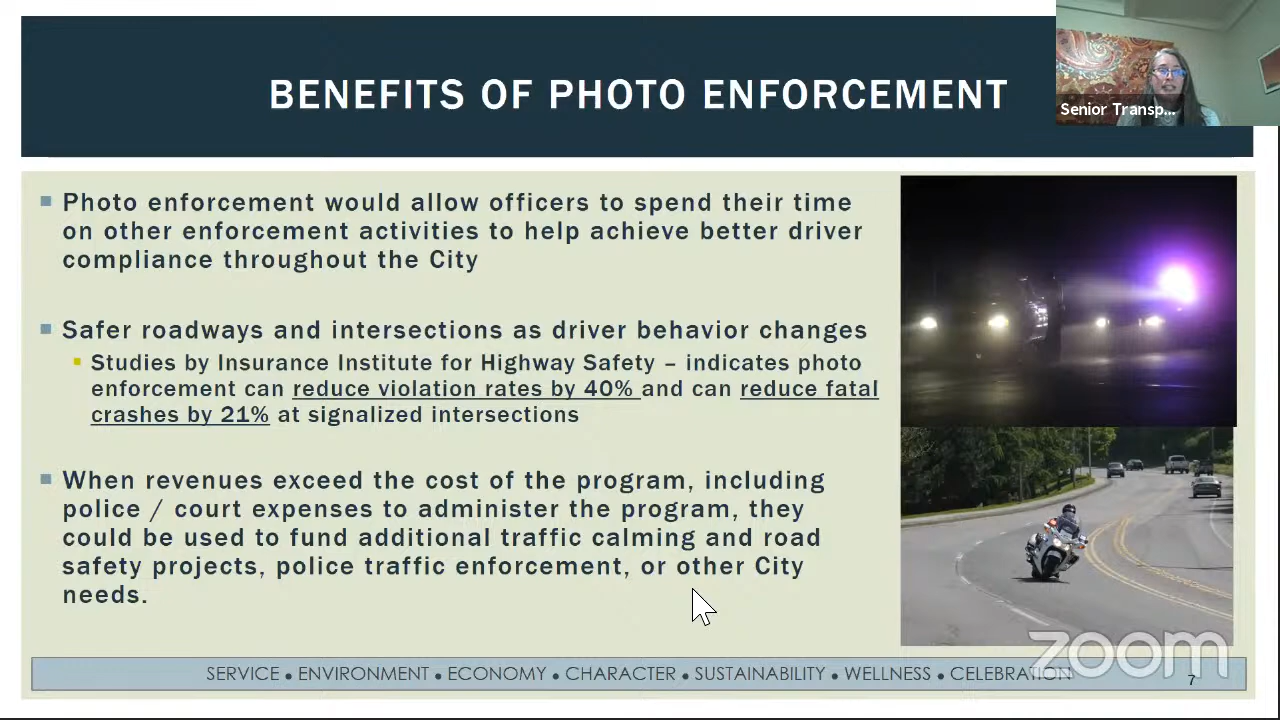 BENEFITS OF PHOTO ENFORCEMENT
Senior Transp...
Photo enforcement would allow officers to spend their time
on other enforcement activities to help achieve better driver
compliance throughout the City
Safer roadways and intersections as driver behavior changes
Studies by Insurance Institute for Highway Safety – indicates photo
enforcement can reduce violation rates by 40% and can reduce fatal
crashes by 21% at signalized intersections
When revenues exceed the cost of the program, including
police / court expenses to administer the program, they
could be used to fund additional traffic calming and road
safety projects, police traffic enforcement, or other City
needs.
zoom
SERVICE ● ENVIRONMENT ● ECONOMY ● CHARACTER ● SUSTAINABILITY ● WELLNESS ● CELEBRATION
7